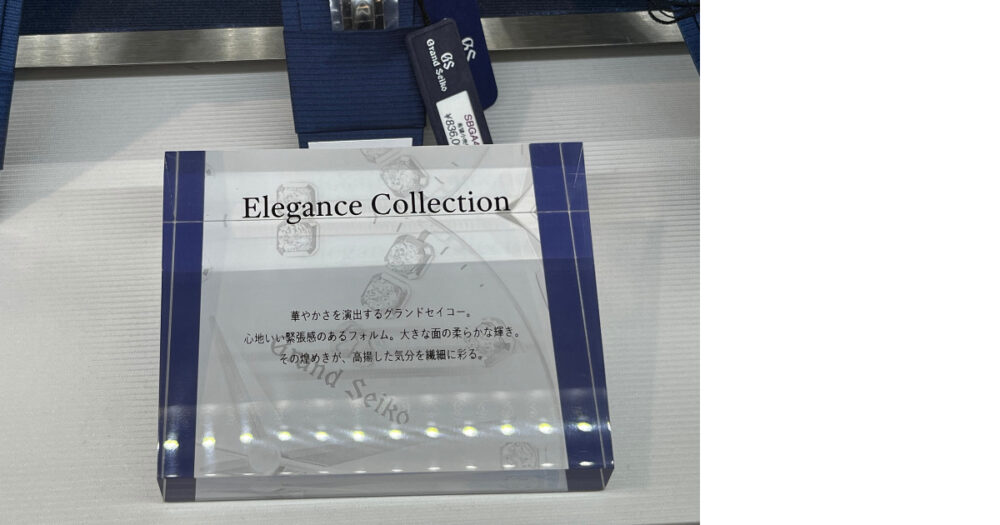 GS
GS
Grand Seiko
¥836,0
Elegance Collection
華やかさを演出するグランドセイコー。
心地いい緊張感のあるフォルム。大きな面の柔らかな輝き。
その煌めきが、高揚した気分を繊細に彩る。
Grand Seiko